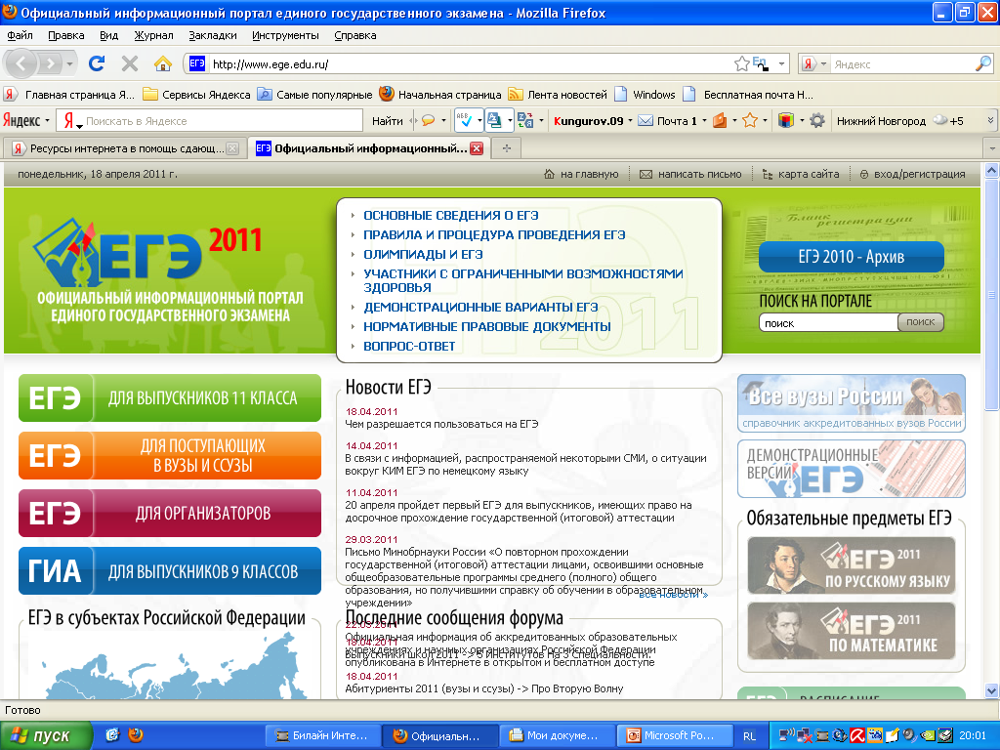 Официальный информационный портал единого государственного экзамена - Mozilla Firefox
Файл Правка Вид Журнал Закладки Инструменты Справка
ЕГЭ http://www.ege.edu.ru/ En Я Яндекс
Я Главная страница Я... Сервисы Яндекса Самые популярные Начальная страница Лента новостей Windows Бесплатная почта Н...
Яндекс Я Поискать в Яндексе Найти Kungurov.09 Почта 1 Нижний Новгород +5
Я Ресурсы интернета в помощь сдающ... ЕГЭ Официальный информационный...
понедельник, 18 апреля 2011 г. на главную написать письмо карта сайта вход/регистрация
ЕГЭ 2011
ОФИЦИАЛЬНЫЙ ИНФОРМАЦИОННЫЙ ПОРТАЛ
ЕДИНОГО ГОСУДАРСТВЕННОГО ЭКЗАМЕНА
ОСНОВНЫЕ СВЕДЕНИЯ О ЕГЭ
ПРАВИЛА И ПРОЦЕДУРА ПРОВЕДЕНИЯ ЕГЭ
ОЛИМПИАДЫ И ЕГЭ
УЧАСТНИКИ С ОГРАНИЧЕННЫМИ ВОЗМОЖНОСТЯМИ
ЗДОРОВЬЯ
ДЕМОНСТРАЦИОННЫЕ ВАРИАНТЫ ЕГЭ
НОРМАТИВНЫЕ ПРАВОВЫЕ ДОКУМЕНТЫ
ВОПРОС-ОТВЕТ
2011
Бланк
регистрации
ЕГЭ 2010 - Архив
ПОИСК НА ПОРТАЛЕ
поиск поиск
ЕГЭ ДЛЯ ВЫПУСКНИКОВ 11 КЛАССА
ЕГЭ ДЛЯ ПОСТУПАЮЩИХ
В ВУЗЫ И ССУЗЫ
ЕГЭ ДЛЯ ОРГАНИЗАТОРОВ
ГИА ДЛЯ ВЫПУСКНИКОВ 9 КЛАССОВ
ЕГЭ в субъектах Российской Федерации
Новости ЕГЭ
18.04.2011
Чем разрешается пользоваться на ЕГЭ
14.04.2011
В связи с информацией, распространяемой некоторыми СМИ, о ситуации
вокруг КИМ ЕГЭ по немецкому языку
11.04.2011
20 апреля пройдет первый ЕГЭ для выпускников, имеющих право на
досрочное прохождение государственной (итоговой) аттестации
29.03.2011
Письмо Минобрнауки России «О повторном прохождении
государственной (итоговой) аттестации лицами, освоившими основные
общеобразовательные программы среднего (полного) общего
образования, но получившими справку об обучении в образовательном
учреждении»
все новости »
Последние сообщения форума
22.03.2011
Официальная информация об аккредитованных образовательных
учреждениях и научных организациях Российской Федерации
опубликована в Интернете в открытом и бесплатном доступе
18.04.2011
18.04.2011
Абитуриенты 2011 (вузы и ссузы) -> Про Вторую Волну
Все вузы России
справочник аккредитованных вузов России
ДЕМОНСТРАЦИОННЫЕ
ВЕРСИИ ЕГЭ
Обязательные предметы ЕГЭ
ЕГЭ 2011
ПО РУССКОМУ ЯЗЫКУ
ЕГЭ 2011
ПО МАТЕМАТИКЕ
ЕГЭ РАСПИСАНИЕ
Готово
пуск Билайн Инте... Официальн... Мои докуме... Microsoft Po... RL 20:01